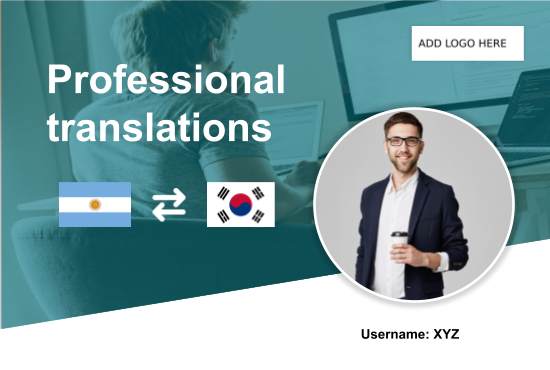 ADD LOGO HERE
Professional
translations
Username: XYZ